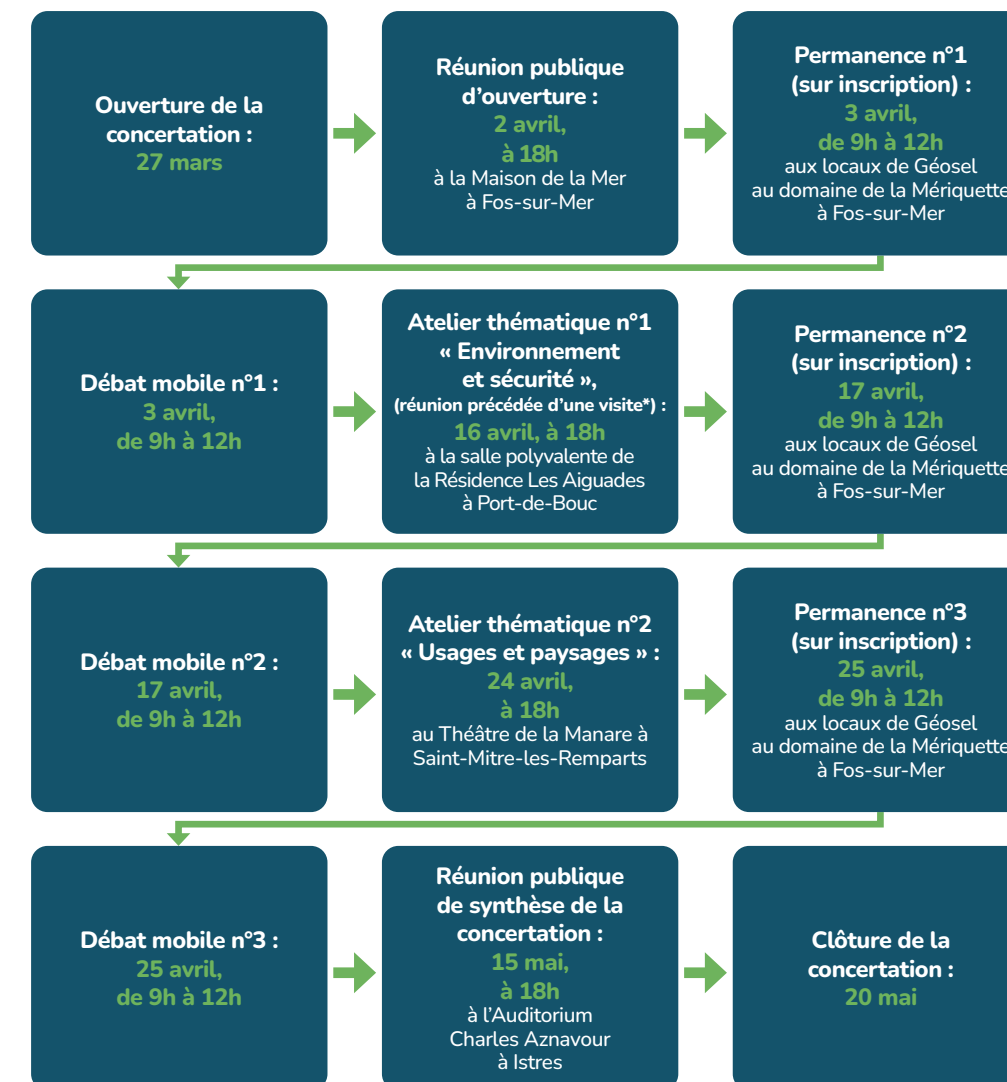 Ouverture de la
concertation :
27 mars
Réunion publique
d’ouverture :
2 avril,
à 18h
à la Maison de la Mer
à Fos-sur-Mer
Permanence n°1
(sur inscription) :
3 avril,
de 9h à 12h
aux locaux de Géosel
au domaine de la Mériquette
à Fos-sur-Mer
Débat mobile n°1 :
3 avril,
de 9h à 12h
Atelier thématique n°1
« Environnement
et sécurité »,
(réunion précédée d’une visite*) :
16 avril, à 18h
à la salle polyvalente de
la Résidence Les Aiguades
à Port-de-Bouc
Permanence n°2
(sur inscription) :
17 avril,
de 9h à 12h
aux locaux de Géosel
au domaine de la Mériquette
à Fos-sur-Mer
Débat mobile n°2 :
17 avril,
de 9h à 12h
Atelier thématique n°2
« Usages et paysages » :
24 avril,
à 18h
au Théâtre de la Manare à
Saint-Mitre-les-Remparts
Permanence n°3
(sur inscription) :
25 avril,
de 9h à 12h
aux locaux de Géosel
au domaine de la Mériquette
à Fos-sur-Mer
Débat mobile n°3 :
25 avril,
de 9h à 12h
Réunion publique
de synthèse de la
concertation :
15 mai,
à 18h
à l’Auditorium
Charles Aznavour
à Istres
Clôture de la
concertation :
20 mai